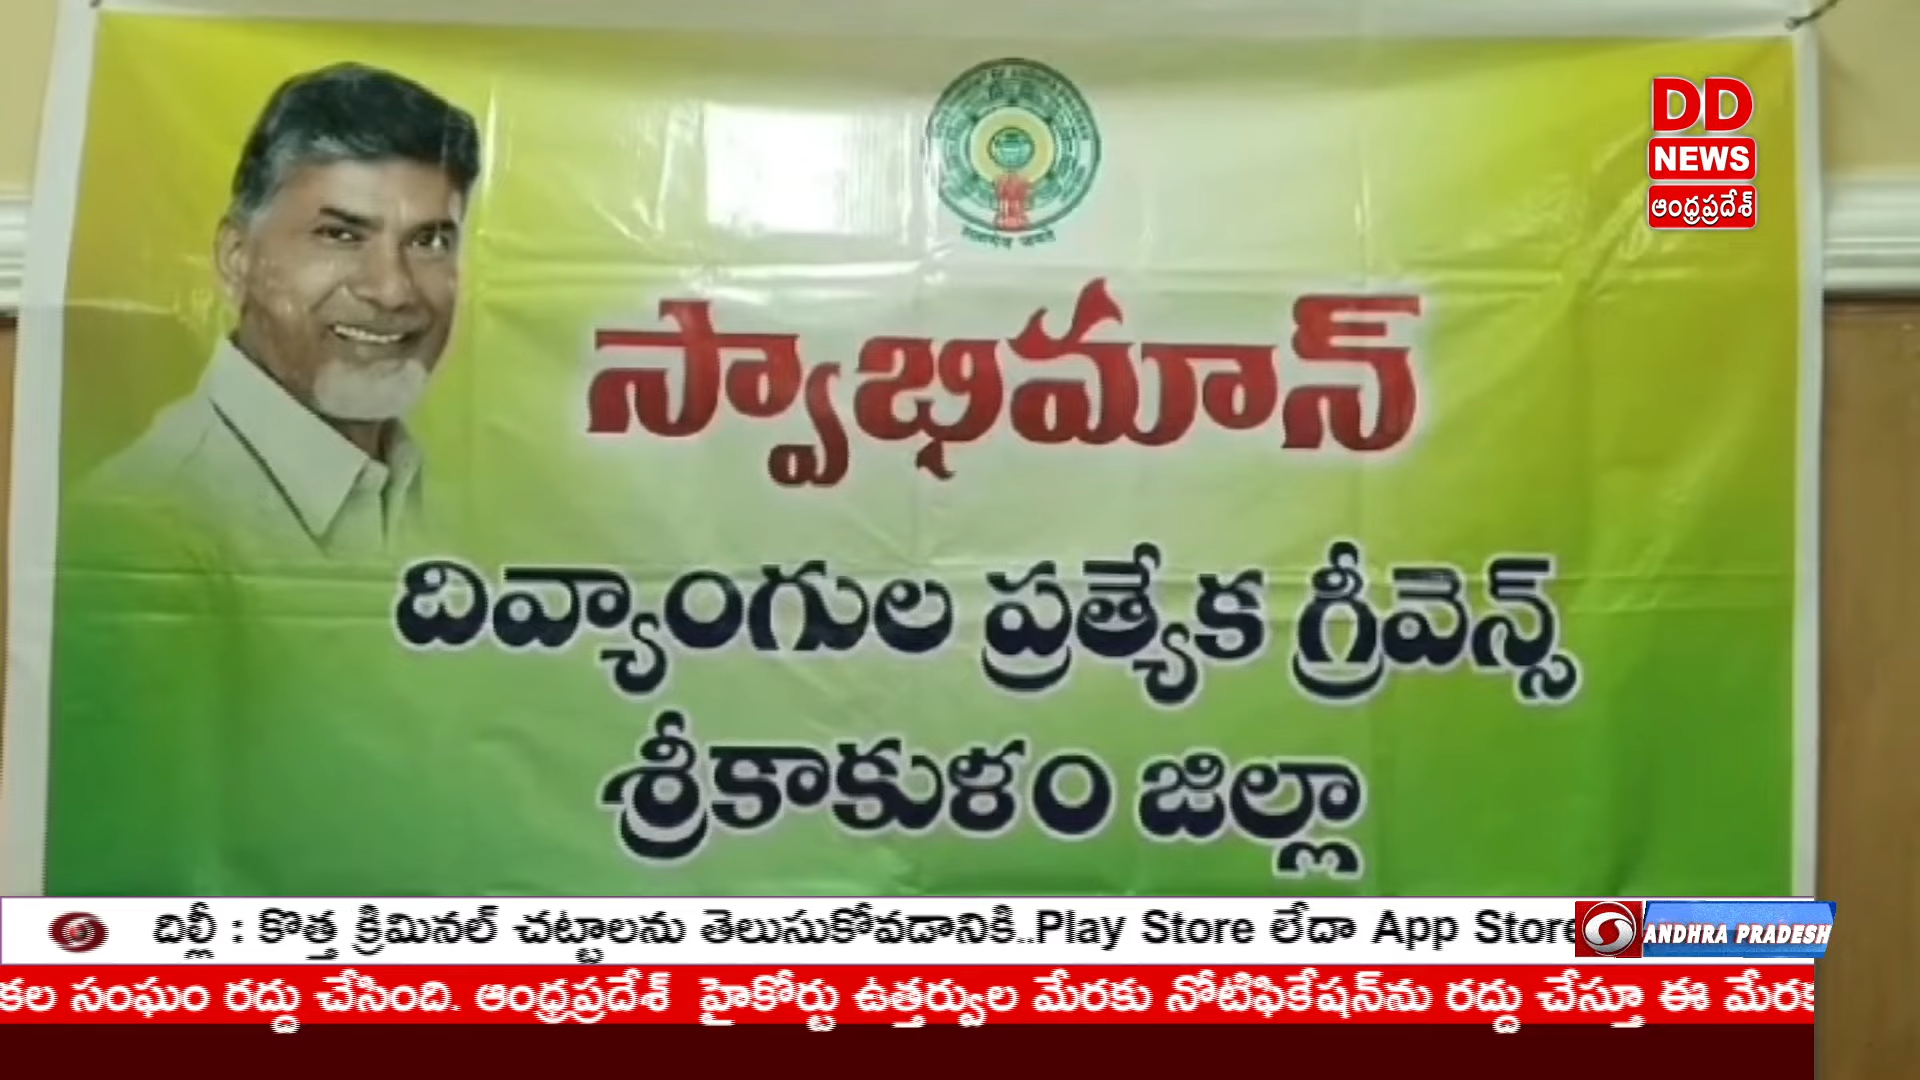 DD
NEWS
ఆంధ్రప్రదేశ్
స్వాభిమాన్
దివ్యాంగుల ప్రత్యేక గ్రీవెన్స్
శ్రీకాకుళం జిల్లా
దిల్లీ : కొత్త క్రిమినల్ చట్టాలను తెలుసుకోవడానికి..Play Store లేదా App Store
ANDHRA PRADESH
కల సంఘం రద్దు చేసింది. ఆంధ్రప్రదేశ్ హైకోర్టు ఉత్తర్వుల మేరకు నోటిఫికేషన్‌ను రద్దు చేస్తూ ఈ మేరక